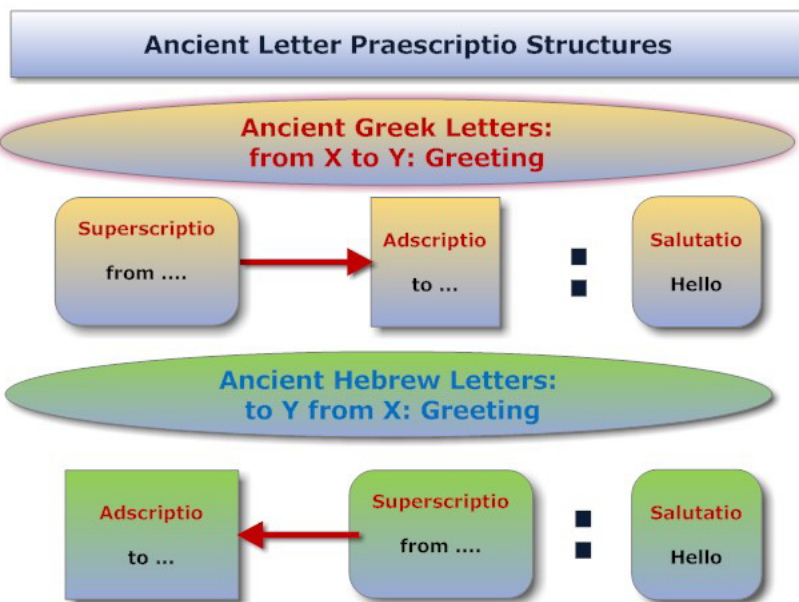 Ancient Letter Praescriptio Structures
Ancient Greek Letters:
from X to Y: Greeting
Superscriptio
from ....
Adscriptio
to ...
:
Salutatio
Hello
Ancient Hebrew Letters:
to Y from X: Greeting
Adscriptio
to ...
Superscriptio
from ....
:
Salutatio
Hello